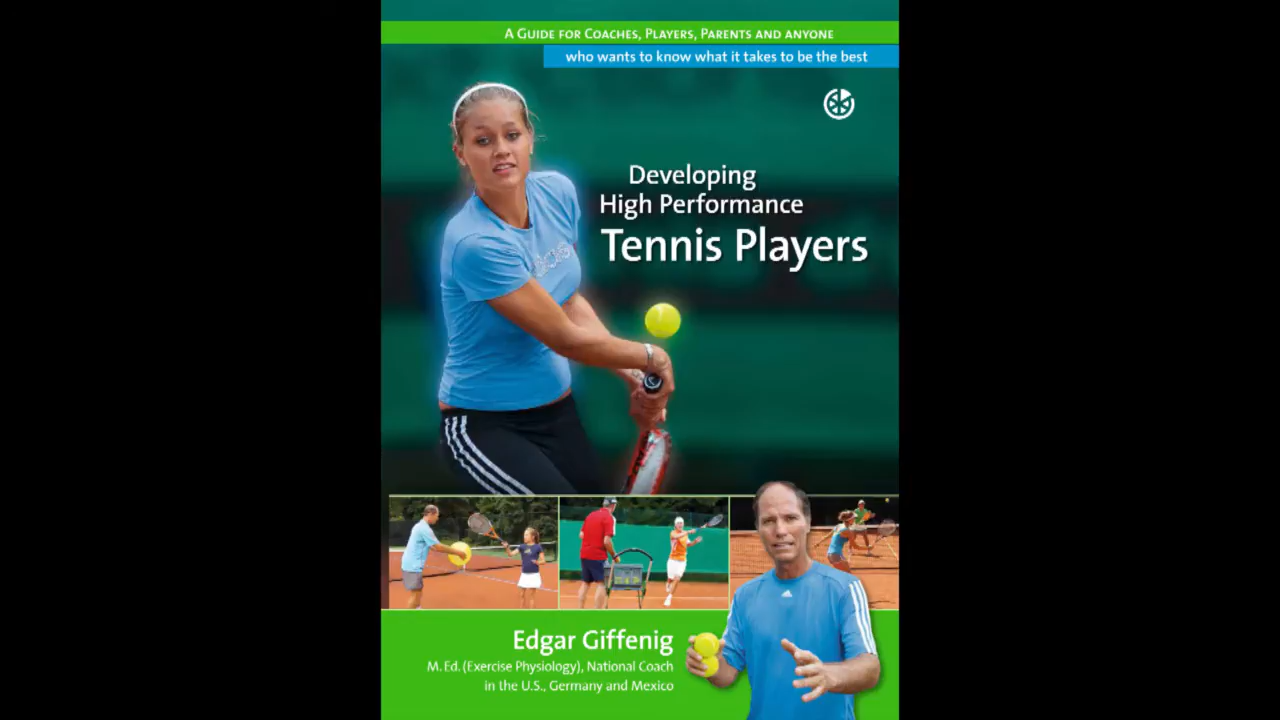 A GUIDE FOR COACHES, PLAYERS, PARENTS AND ANYONE
who wants to know what it takes to be the best
Developing
High Performance
Tennis Players
Edgar Giffenig
M. Ed. (Exercise Physiology), National Coach
in the U.S., Germany and Mexico